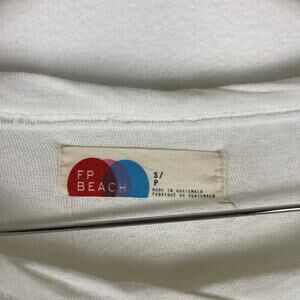 FP
BEACH
S/
P
MADE IN GUATEMALA
FABRIQUÉ AU GUATEMALA